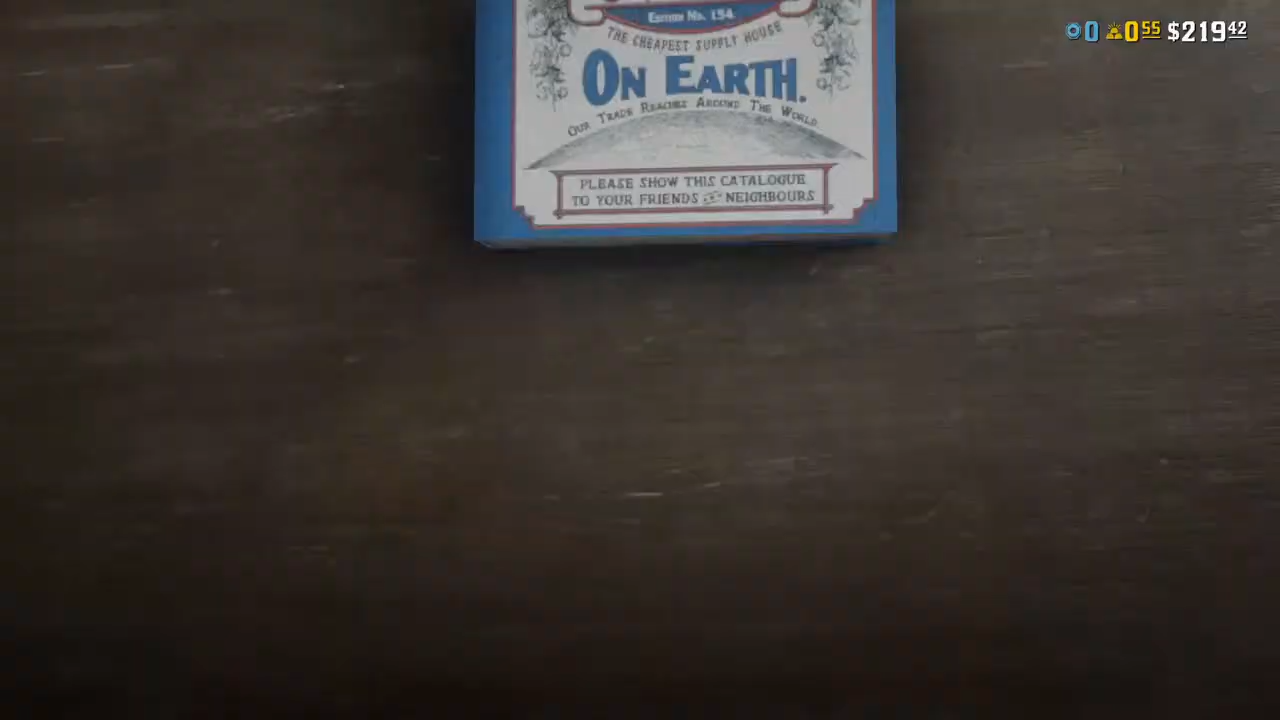 Edition No. 154.
THE CHEAPEST SUPPLY HOUSE
ON EARTH.
OUR TRADE REACHES AROUND THE WORLD
PLEASE SHOW THIS CATALOGUE
TO YOUR FRIENDS AND NEIGHBOURS
0 0 55 $219 42